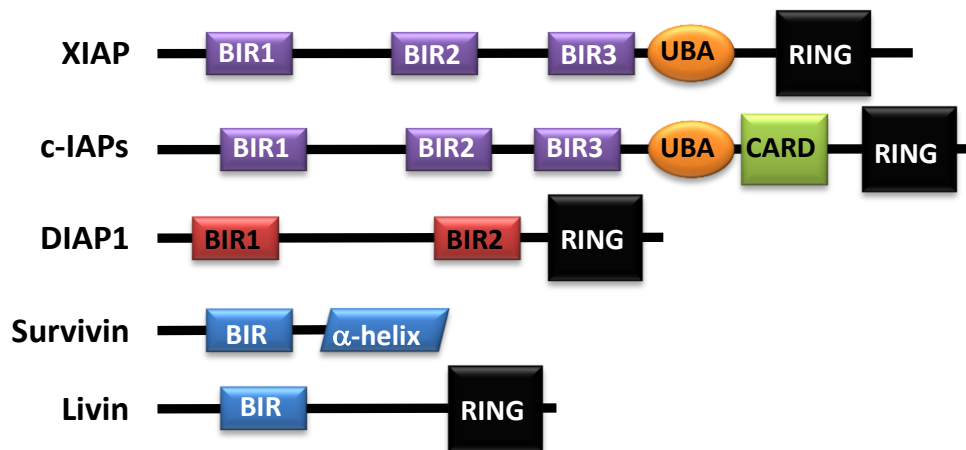 XIAP BIR1 BIR2 BIR3 UBA RING
c-IAPs BIR1 BIR2 BIR3 UBA CARD RING
DIAP1 BIR1 BIR2 RING
Survivin BIR α-helix
Livin BIR RING